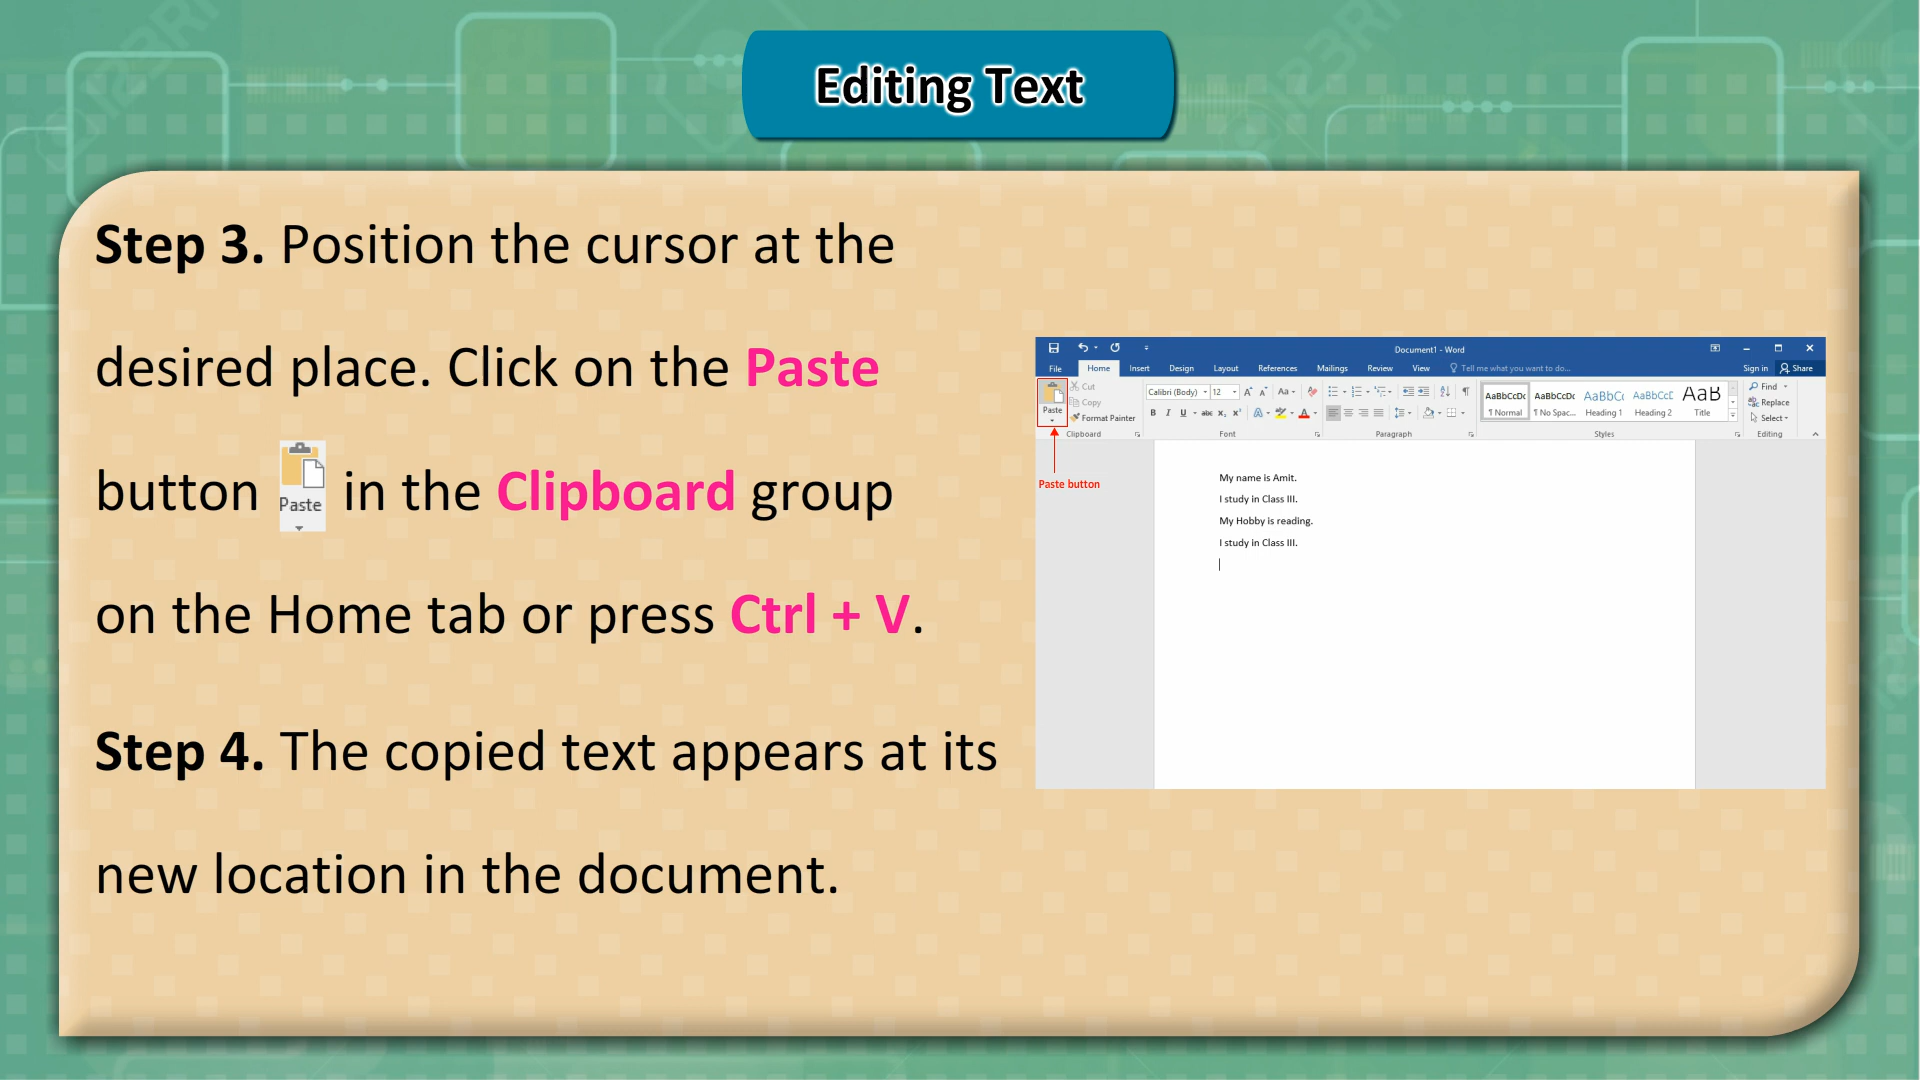 Editing Text
Step 3. Position the cursor at the
desired place. Click on the Paste
button Paste in the Clipboard group
on the Home tab or press Ctrl + V.
Step 4. The copied text appears at its
new location in the document.
Document1 - Word
File Home Insert Design Layout References Mailings Review View Tell me what you want to do... Sign in Share
Cut
Copy
Format Painter
Paste
Clipboard
Calibri (Body) 12 Aa
B I U abc x₂ x² A A
Font
Paragraph
AaBbCcDc AaBbCcDc AaBbCc AaBbCcE AaB
¶ Normal ¶ No Spac... Heading 1 Heading 2 Title
Styles
Find
Replace
Select
Editing
Paste button
My name is Amit.
I study in Class III.
My Hobby is reading.
I study in Class III.